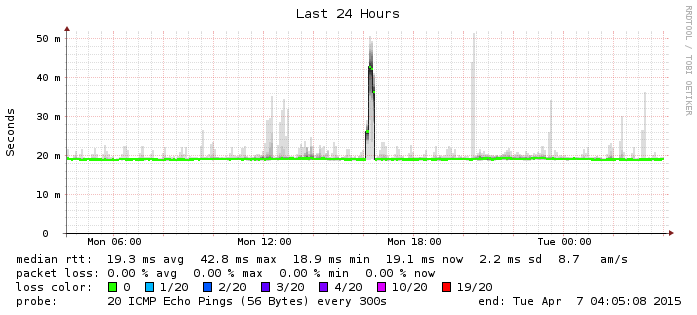 Last 24 Hours
RRDTOOL / TOBI OETIKER
Seconds
50 m
40 m
30 m
20 m
10 m
0
Mon 06:00 Mon 12:00 Mon 18:00 Tue 00:00
median rtt: 19.3 ms avg 42.8 ms max 18.9 ms min 19.1 ms now 2.2 ms sd 8.7 am/s
packet loss: 0.00 % avg 0.00 % max 0.00 % min 0.00 % now
loss color: 0 1/20 2/20 3/20 4/20 10/20 19/20
probe: 20 ICMP Echo Pings (56 Bytes) every 300s end: Tue Apr 7 04:05:08 2015